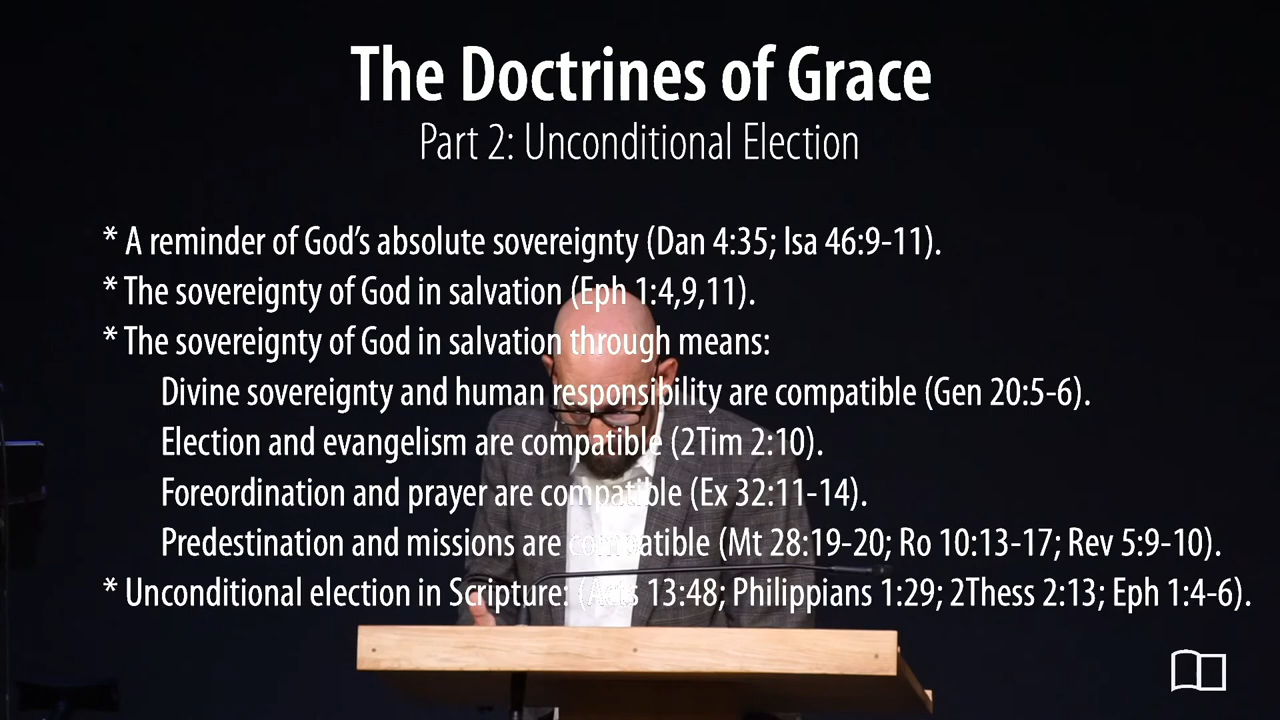 The Doctrines of Grace
Part 2: Unconditional Election
* A reminder of God's absolute sovereignty (Dan 4:35; Isa 46:9-11).
* The sovereignty of God in salvation (Eph 1:4,9,11).
* The sovereignty of God in salvation through means:
Divine sovereignty and human responsibility are compatible (Gen 20:5-6).
Election and evangelism are compatible (2Tim 2:10).
Foreordination and prayer are compatible (Ex 32:11-14).
Predestination and missions are compatible (Mt 28:19-20; Ro 10:13-17; Rev 5:9-10).
* Unconditional election in Scripture: (Acts 13:48; Philippians 1:29; 2Thess 2:13; Eph 1:4-6).